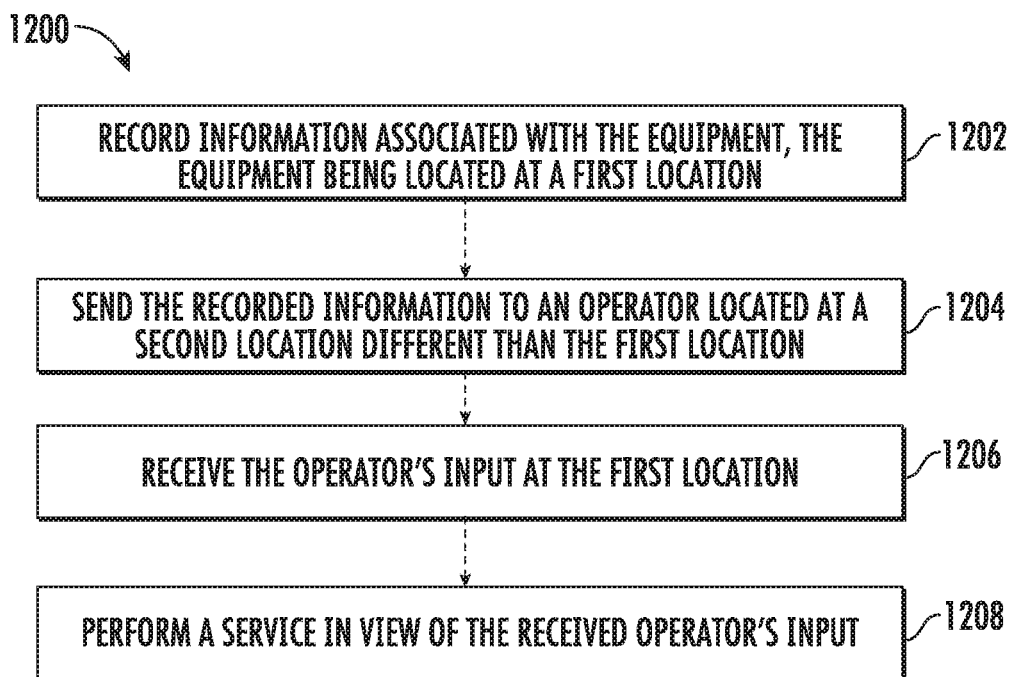 1200
RECORD INFORMATION ASSOCIATED WITH THE EQUIPMENT, THE
EQUIPMENT BEING LOCATED AT A FIRST LOCATION
1202
SEND THE RECORDED INFORMATION TO AN OPERATOR LOCATED AT A
SECOND LOCATION DIFFERENT THAN THE FIRST LOCATION
1204
RECEIVE THE OPERATOR'S INPUT AT THE FIRST LOCATION
1206
PERFORM A SERVICE IN VIEW OF THE RECEIVED OPERATOR'S INPUT
1208